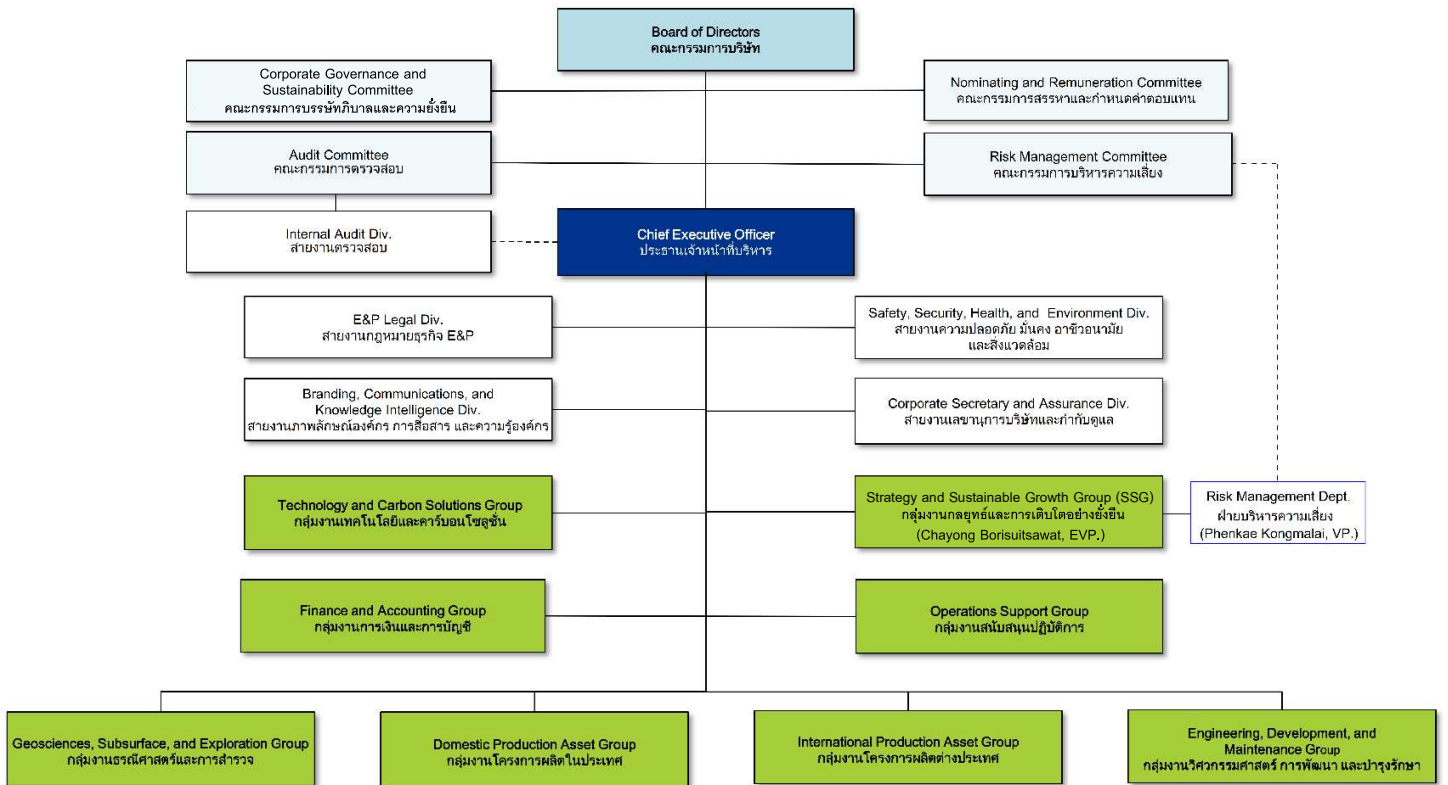 Board of Directors
คณะกรรมการบริษัท
Corporate Governance and
Sustainability Committee
คณะกรรมการบรรษัทภิบาลและความยั่งยืน
Nominating and Remuneration Committee
คณะกรรมการสรรหาและกำหนดค่าตอบแทน
Audit Committee
คณะกรรมการตรวจสอบ
Risk Management Committee
คณะกรรมการบริหารความเสี่ยง
Internal Audit Div.
สายงานตรวจสอบ
Chief Executive Officer
ประธานเจ้าหน้าที่บริหาร
E&P Legal Div.
สายงานกฎหมายธุรกิจ E&P
Safety, Security, Health, and Environment Div.
สายงานความปลอดภัย มั่นคง อาชีวอนามัย
และสิ่งแวดล้อม
Branding, Communications, and
Knowledge Intelligence Div.
สายงานภาพลักษณ์องค์กร การสื่อสาร และความรู้องค์กร
Corporate Secretary and Assurance Div.
สายงานเลขานุการบริษัทและกำกับดูแล
Technology and Carbon Solutions Group
กลุ่มงานเทคโนโลยีและคาร์บอนโซลูชั่น
Strategy and Sustainable Growth Group (SSG)
กลุ่มงานกลยุทธ์และการเติบโตอย่างยั่งยืน
(Chayong Borisuitsawat, EVP.)
Risk Management Dept.
ฝ่ายบริหารความเสี่ยง
(Phenkae Kongmalai, VP.)
Finance and Accounting Group
กลุ่มงานการเงินและการบัญชี
Operations Support Group
กลุ่มงานสนับสนุนปฏิบัติการ
Geosciences, Subsurface, and Exploration Group
กลุ่มงานธรณีศาสตร์และการสำรวจ
Domestic Production Asset Group
กลุ่มงานโครงการผลิตในประเทศ
International Production Asset Group
กลุ่มงานโครงการผลิตต่างประเทศ
Engineering, Development, and
Maintenance Group
กลุ่มงานวิศวกรรมศาสตร์ การพัฒนา และบำรุงรักษา